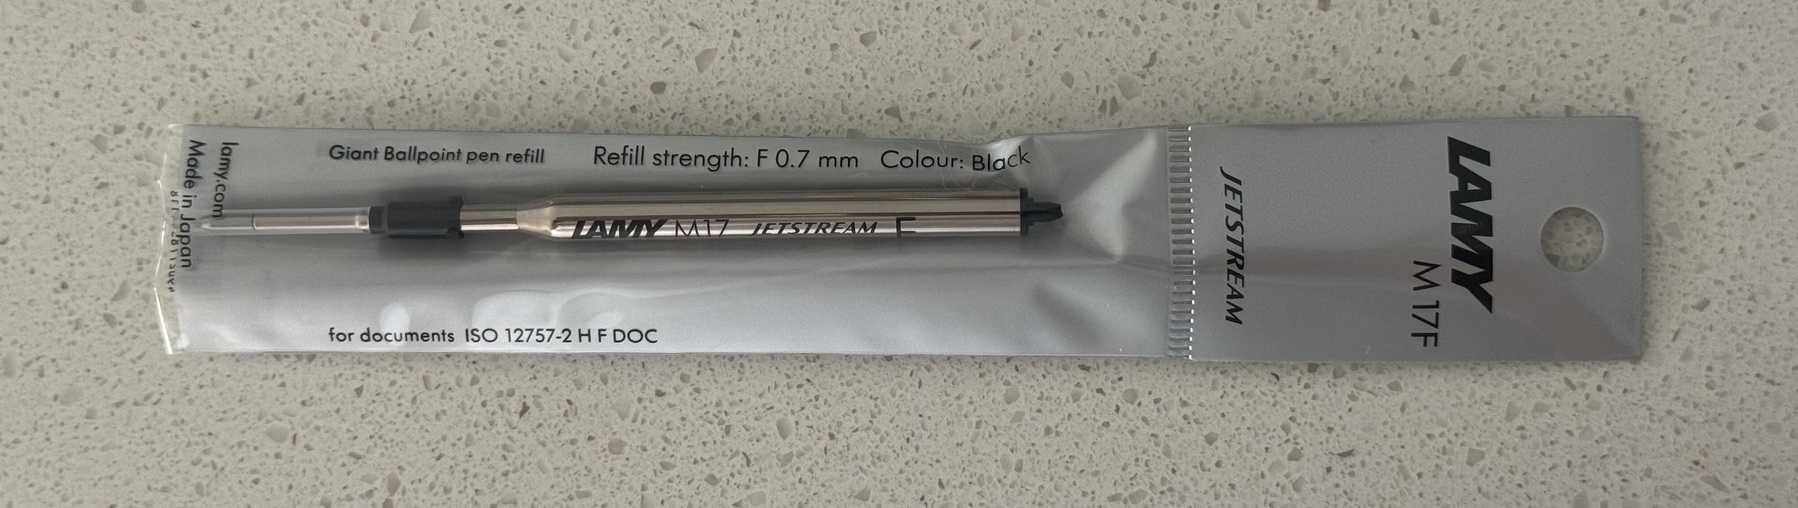 Giant Ballpoint pen refill
Refill strength: F 0.7 mm Colour: Black
LAMY M17 JETSTREAM F
for documents ISO 12757-2 H F DOC
lamy.com
Made in Japan
JETSTREAM
LAMY
M 17F